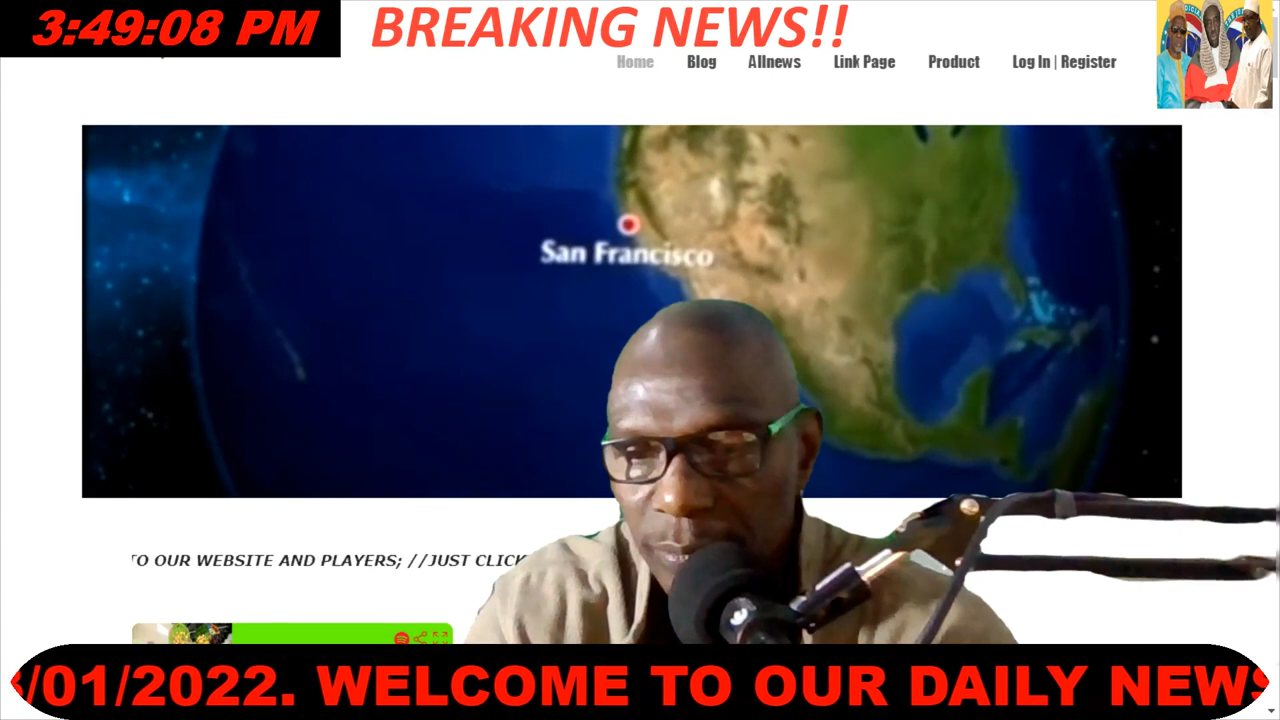 3:49:08 PM
BREAKING NEWS!!
Home Blog Allnews Link Page Product Log In | Register
San Francisco
TO OUR WEBSITE AND PLAYERS; //JUST CLICK
/01/2022. WELCOME TO OUR DAILY NEWS